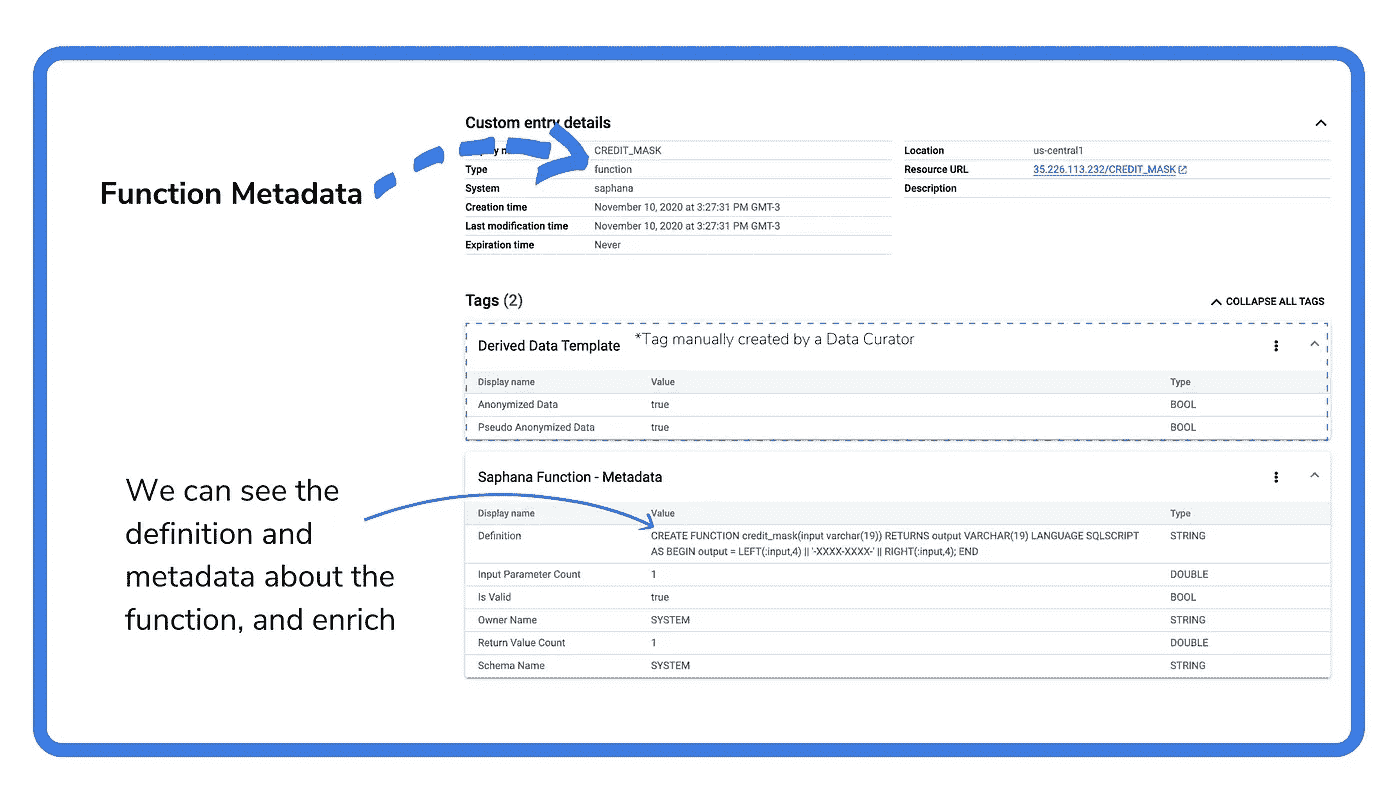 Function Metadata
Custom entry details
CREDIT_MASK
Type function
System saphana
Creation time November 10, 2020 at 3:27:31 PM GMT-3
Last modification time November 10, 2020 at 3:27:31 PM GMT-3
Expiration time Never
Location us-central1
Resource URL 35.226.113.232/CREDIT_MASK
Description
Tags (2)
COLLAPSE ALL TAGS
Derived Data Template *Tag manually created by a Data Curator
Display name Value Type
Anonymized Data true BOOL
Pseudo Anonymized Data true BOOL
We can see the
definition and
metadata about the
function, and enrich
Saphana Function - Metadata
Display name Value Type
Definition CREATE FUNCTION credit_mask(input varchar(19)) RETURNS output VARCHAR(19) LANGUAGE SQLSCRIPT STRING
AS BEGIN output = LEFT(:input,4) || '-XXXX-XXXX-' || RIGHT(:input,4); END
Input Parameter Count 1 DOUBLE
Is Valid true BOOL
Owner Name SYSTEM STRING
Return Value Count 1 DOUBLE
Schema Name SYSTEM STRING